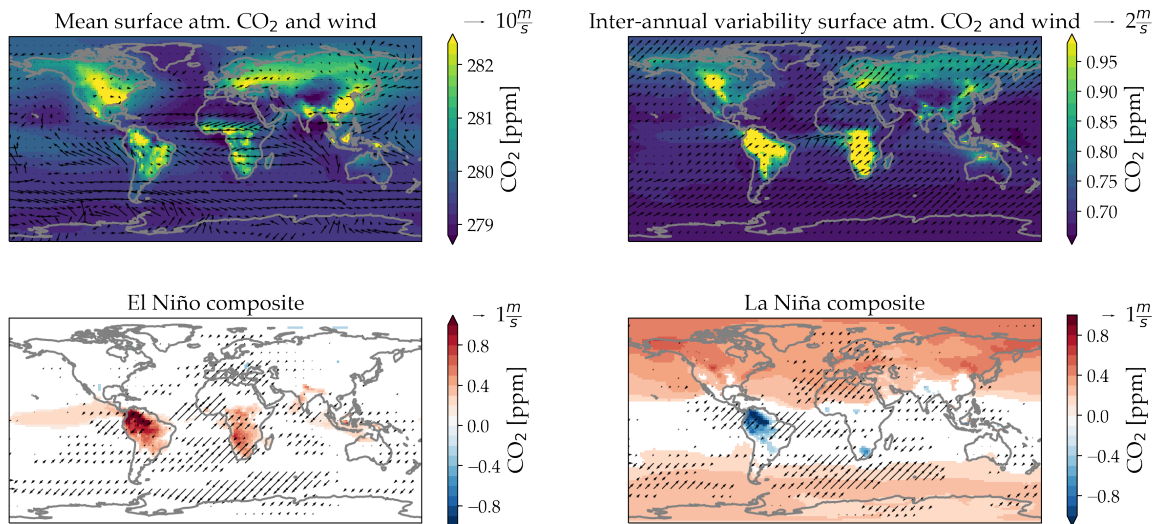 Mean surface atm. CO₂ and wind → 10 m/s
282
281
280
279
CO₂ [ppm]
Inter-annual variability surface atm. CO₂ and wind → 2 m/s
0.95
0.90
0.85
0.80
0.75
0.70
CO₂ [ppm]
El Niño composite → 1 m/s
0.8
0.4
0.0
−0.4
−0.8
CO₂ [ppm]
La Niña composite → 1 m/s
0.8
0.4
0.0
−0.4
−0.8
CO₂ [ppm]